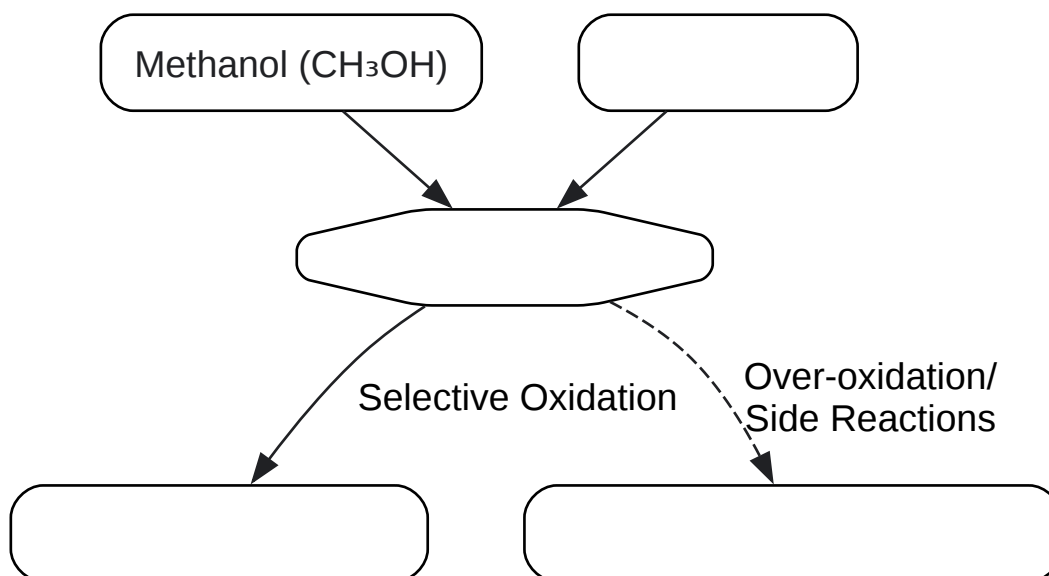 Methanol (CH₃OH)
Selective Oxidation
Over-oxidation/
Side Reactions